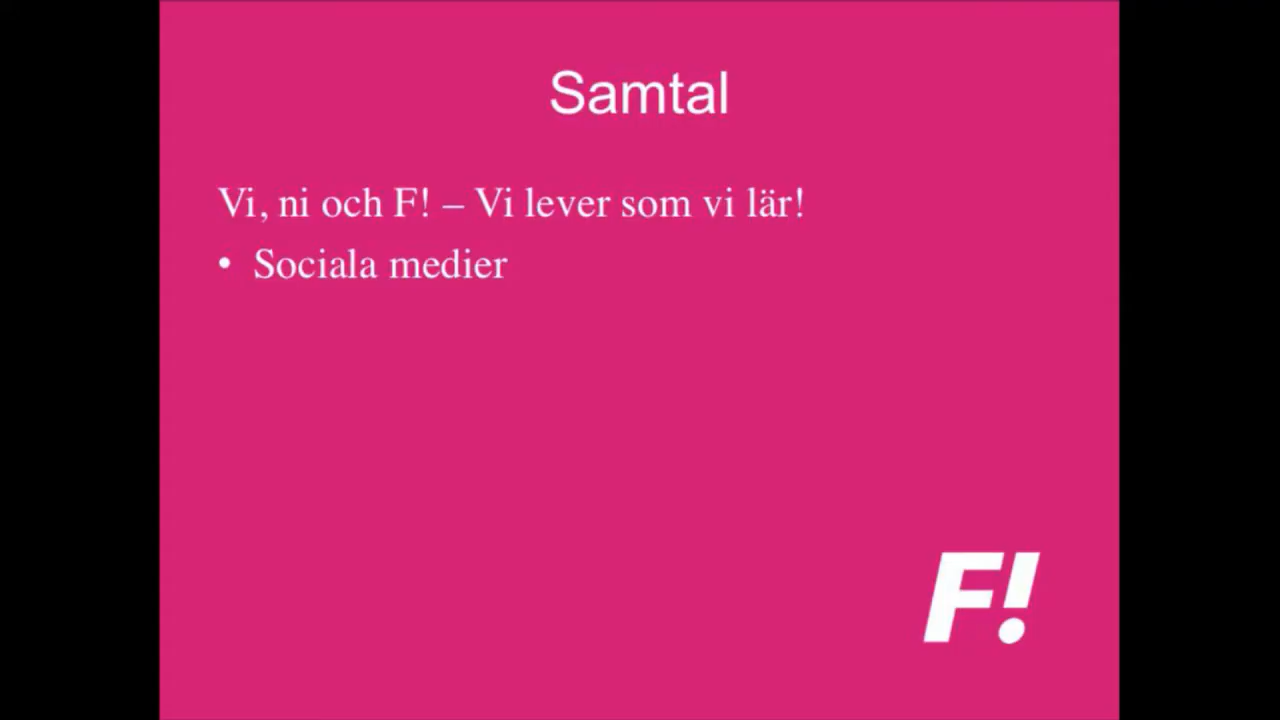 Samtal
Vi, ni och F! – Vi lever som vi lär!
• Sociala medier
F!